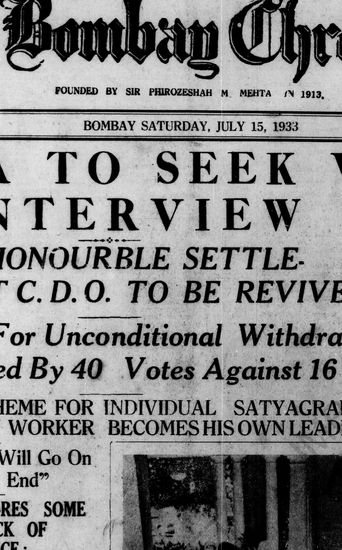 Bombay Chr
FOUNDED BY SIR PHIROZESHAH M. MEHTA IN 1913.
BOMBAY SATURDAY, JULY 15, 1933
A TO SEEK V
NTERVIEW
HONOURBLE SETTLE-
T C. D. O. TO BE REVIVE
For Unconditional Withdra
ed By 40 Votes Against 16
HEME FOR INDIVIDUAL SATYAGRA
WORKER BECOMES HIS OWN LEAD
Will Go On
End”
RES SOME
CK OF
CE: